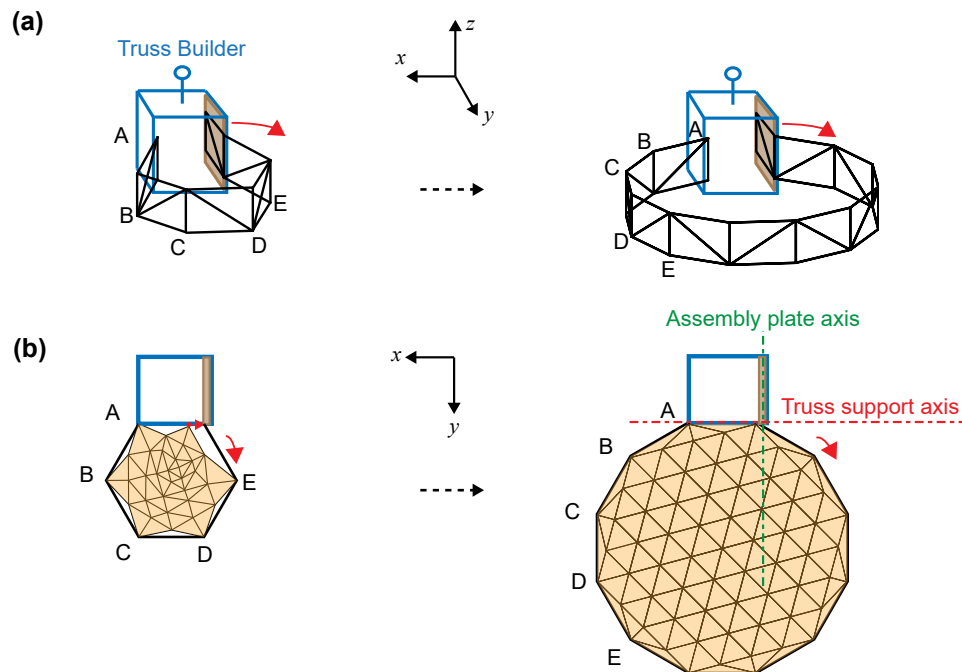 (a)
Truss Builder
A
B
C
D
E
x
z
y
A
B
C
D
E
(b)
A
B
C
D
E
x
y
Assembly plate axis
Truss support axis
A
B
C
D
E